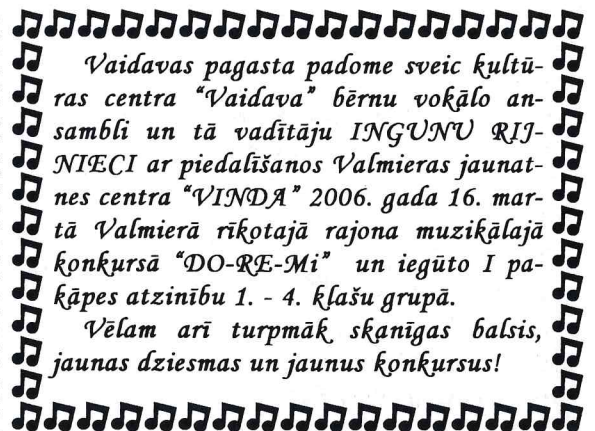 Vaidavas pagasta padome sveic kultū-
ras centra “Vaidava” bērnu vokālo an-
sambli un tā vadītāju INGUNU RIJ-
NIECI ar piedalīšanos Valmieras jaunat-
nes centra “VINDA” 2006. gada 16. mar-
tā Valmierā rīkotajā rajona muzikālajā
konkursā “DO-RE-Mi” un iegūto I pa-
kāpes atzinību 1. - 4. klašu grupā.
Vēlam arī turpmāk skanīgas balsis,
jaunas dziesmas un jaunus konkursus!